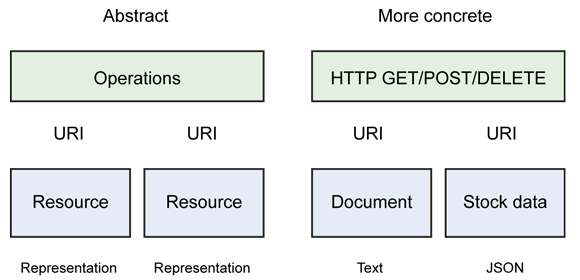 Abstract
More concrete
Operations
HTTP GET/POST/DELETE
URI
URI
URI
URI
Resource
Resource
Document
Stock data
Representation
Representation
Text
JSON